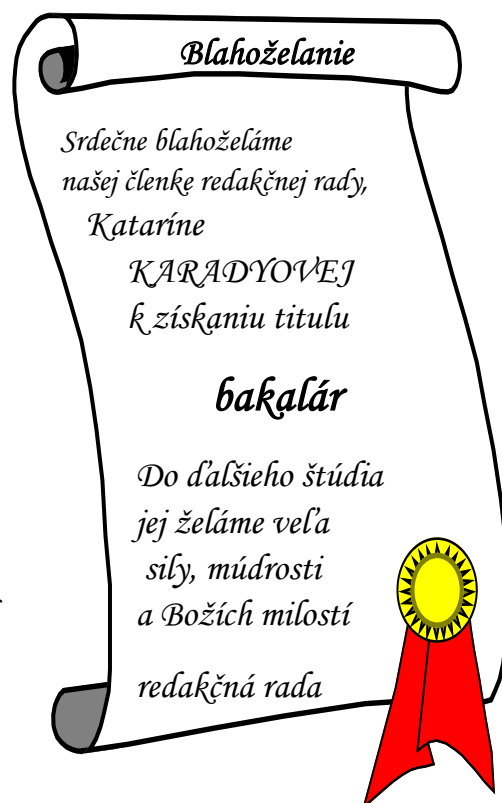 Blahoželanie
Srdečne blahoželáme
našej členke redakčnej rady,
Kataríne
KARADYOVEJ
k získaniu titulu
bakalár
Do ďalšieho štúdia
jej želáme veľa
sily, múdrosti
a Božích milostí
redakčná rada